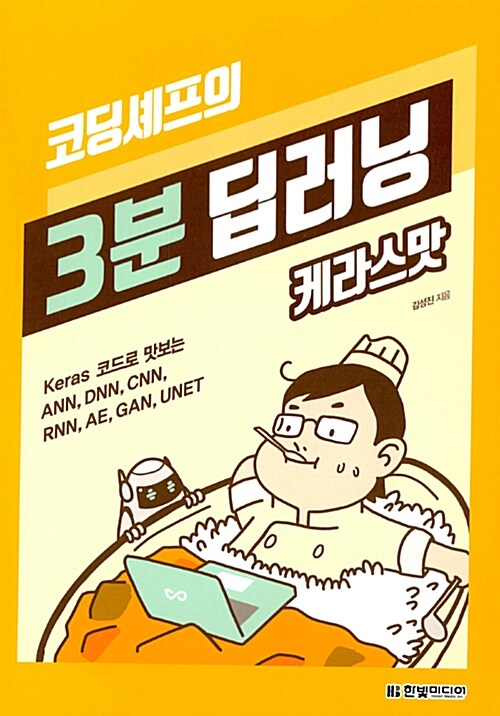 코딩셰프의
3분 딥러닝
케라스맛
김성진 지음
Keras 코드로 맛보는
ANN, DNN, CNN,
RNN, AE, GAN, UNET
한빛미디어